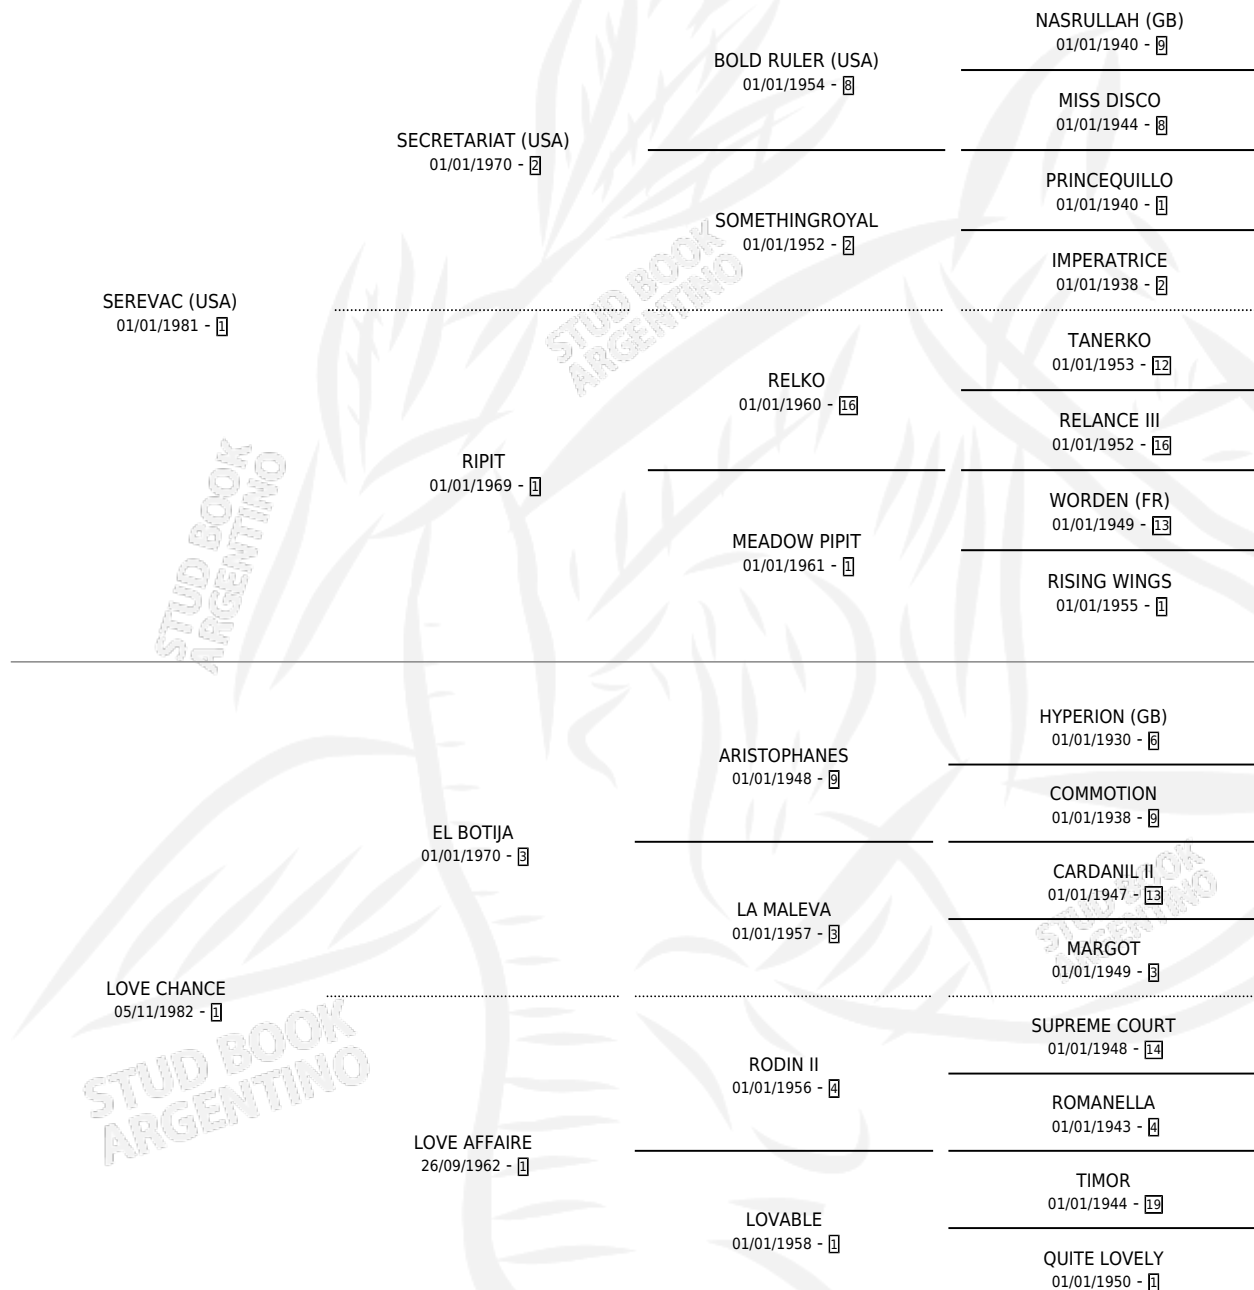 NASRULLAH (GB)
01/01/1940 - 9
BOLD RULER (USA)
01/01/1954 - 8
MISS DISCO
01/01/1944 - 8
SECRETARIAT (USA)
01/01/1970 - 2
PRINCEQUILLO
01/01/1940 - 1
SOMETHINGROYAL
01/01/1952 - 2
IMPERATRICE
01/01/1938 - 2
STUD BOOK
ARGENTINO
SEREVAC (USA)
01/01/1981 - 1
TANERKO
01/01/1953 - 12
RELKO
01/01/1960 - 16
RELANCE III
01/01/1952 - 16
RIPIT
01/01/1969 - 1
WORDEN (FR)
01/01/1949 - 13
MEADOW PIPIT
01/01/1961 - 1
RISING WINGS
01/01/1955 - 1
STUD BOOK
ARGENTINO
HYPERION (GB)
01/01/1930 - 6
ARISTOPHANES
01/01/1948 - 9
COMMOTION
01/01/1938 - 9
EL BOTIJA
01/01/1970 - 3
CARDANIL II
01/01/1947 - 13
LA MALEVA
01/01/1957 - 3
MARGOT
01/01/1949 - 3
STUD BOOK
ARGENTINO
LOVE CHANCE
05/11/1982 - 1
SUPREME COURT
01/01/1948 - 14
RODIN II
01/01/1956 - 4
ROMANELLA
01/01/1943 - 4
STUD BOOK
ARGENTINO
LOVE AFFAIRE
26/09/1962 - 1
TIMOR
01/01/1944 - 19
LOVABLE
01/01/1958 - 1
QUITE LOVELY
01/01/1950 - 1